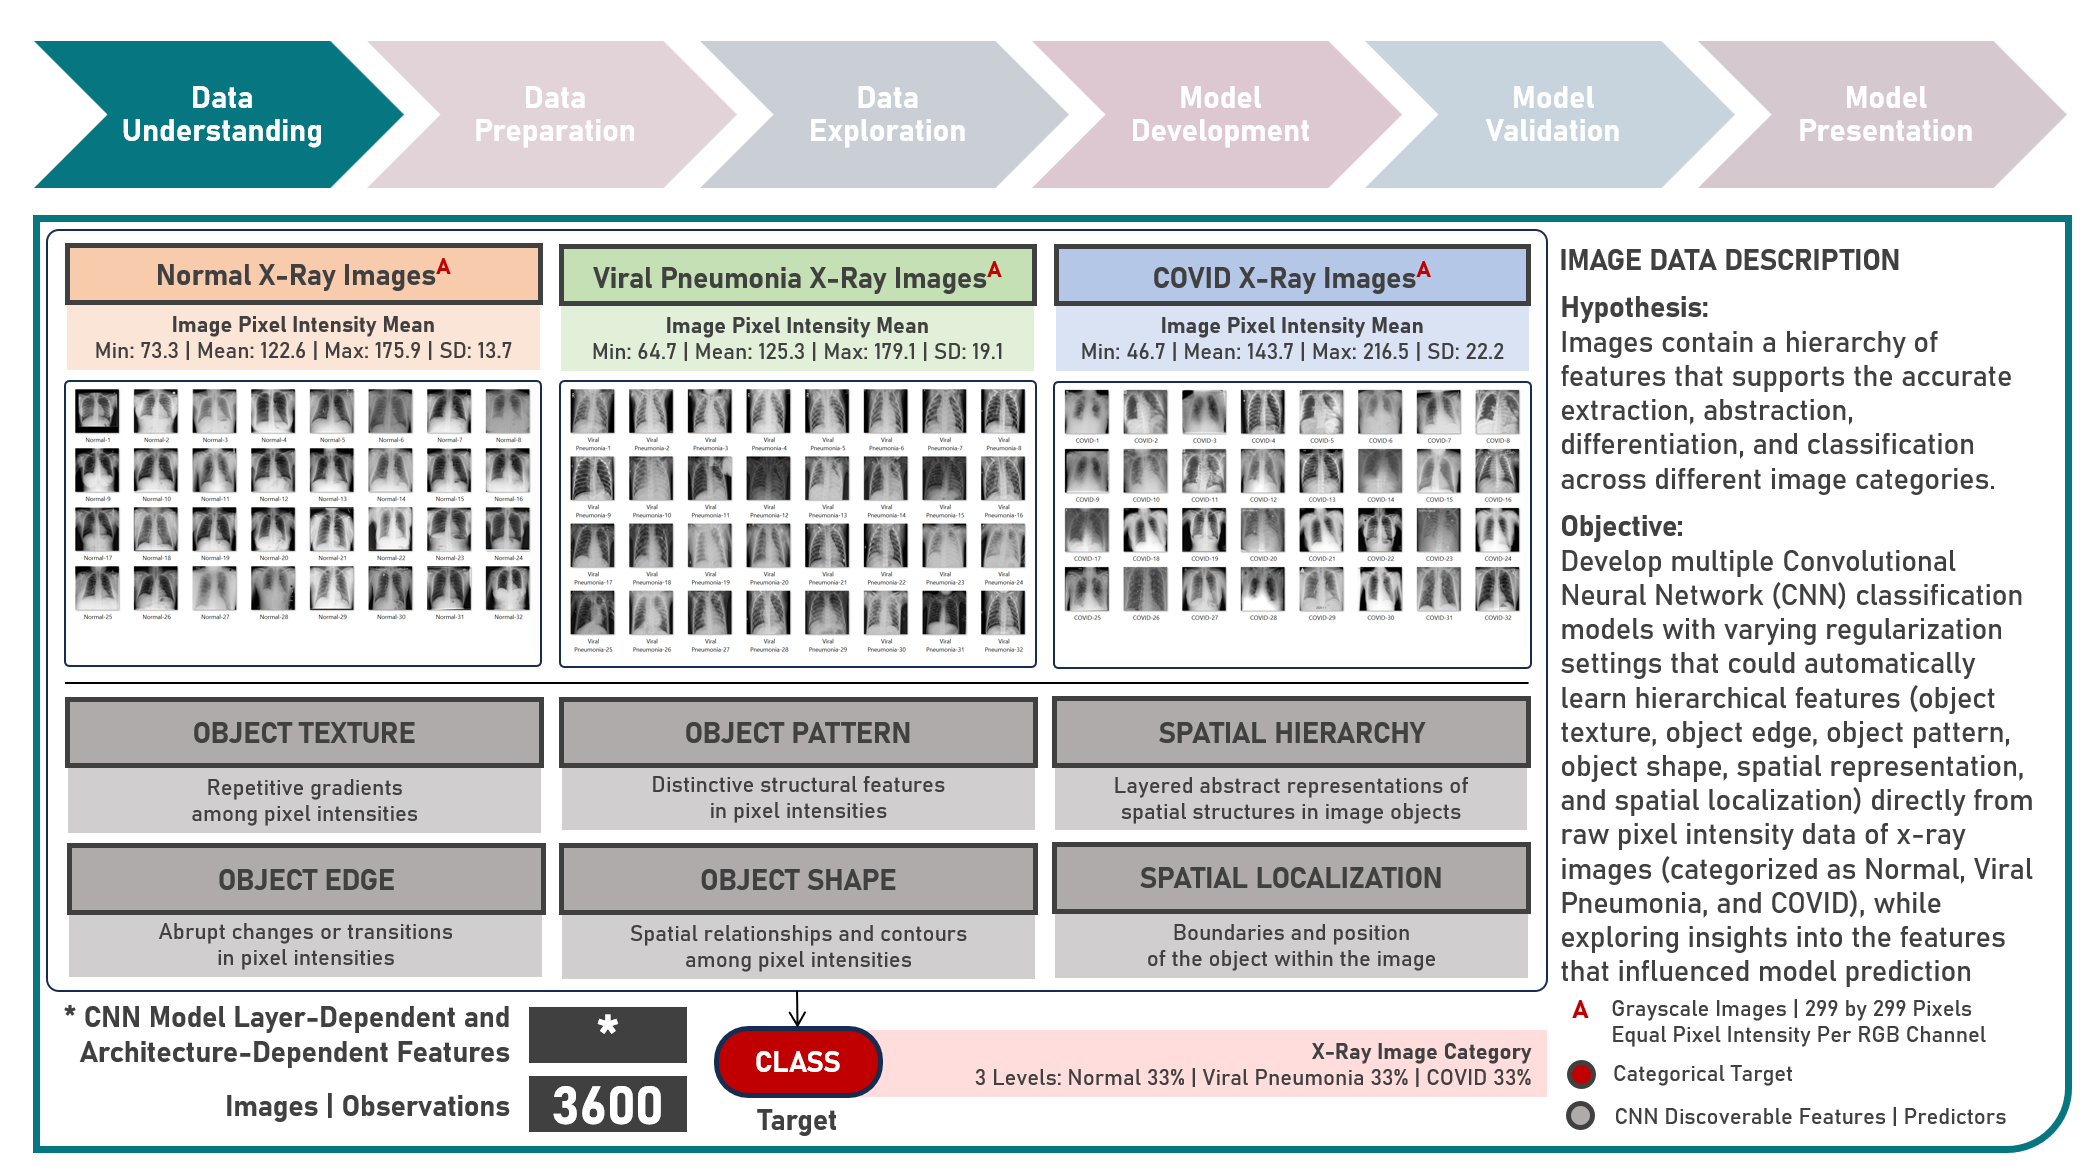 Data
Understanding
Data
Preparation
Data
Exploration
Model
Development
Model
Validation
Model
Presentation
Normal X-Ray ImagesA
Image Pixel Intensity Mean
Min: 73.3 | Mean: 122.6 | Max: 175.9 | SD: 13.7
Normal-1 Normal-2 Normal-3 Normal-4 Normal-5 Normal-6 Normal-7 Normal-8
Normal-9 Normal-10 Normal-11 Normal-12 Normal-13 Normal-14 Normal-15 Normal-16
Normal-17 Normal-18 Normal-19 Normal-20 Normal-21 Normal-22 Normal-23 Normal-24
Normal-25 Normal-26 Normal-27 Normal-28 Normal-29 Normal-30 Normal-31 Normal-32
Viral Pneumonia X-Ray ImagesA
Image Pixel Intensity Mean
Min: 64.7 | Mean: 125.3 | Max: 179.1 | SD: 19.1
Viral Viral Viral Viral Viral Viral Viral Viral
Pneumonia-1 Pneumonia-2 Pneumonia-3 Pneumonia-4 Pneumonia-5 Pneumonia-6 Pneumonia-7 Pneumonia-8
Viral Viral Viral Viral Viral Viral Viral Viral
Pneumonia-9 Pneumonia-10 Pneumonia-11 Pneumonia-12 Pneumonia-13 Pneumonia-14 Pneumonia-15 Pneumonia-16
Viral Viral Viral Viral Viral Viral Viral Viral
Pneumonia-17 Pneumonia-18 Pneumonia-19 Pneumonia-20 Pneumonia-21 Pneumonia-22 Pneumonia-23 Pneumonia-24
Viral Viral Viral Viral Viral Viral Viral Viral
Pneumonia-25 Pneumonia-26 Pneumonia-27 Pneumonia-28 Pneumonia-29 Pneumonia-30 Pneumonia-31 Pneumonia-32
COVID X-Ray ImagesA
Image Pixel Intensity Mean
Min: 46.7 | Mean: 143.7 | Max: 216.5 | SD: 22.2
COVID-1 COVID-2 COVID-3 COVID-4 COVID-5 COVID-6 COVID-7 COVID-8
COVID-9 COVID-10 COVID-11 COVID-12 COVID-13 COVID-14 COVID-15 COVID-16
COVID-17 COVID-18 COVID-19 COVID-20 COVID-21 COVID-22 COVID-23 COVID-24
COVID-25 COVID-26 COVID-27 COVID-28 COVID-29 COVID-30 COVID-31 COVID-32
OBJECT TEXTURE
Repetitive gradients
among pixel intensities
OBJECT PATTERN
Distinctive structural features
in pixel intensities
SPATIAL HIERARCHY
Layered abstract representations of
spatial structures in image objects
OBJECT EDGE
Abrupt changes or transitions
in pixel intensities
OBJECT SHAPE
Spatial relationships and contours
among pixel intensities
SPATIAL LOCALIZATION
Boundaries and position
of the object within the image
* CNN Model Layer-Dependent and
Architecture-Dependent Features
*
Images | Observations
3600
CLASS
Target
X-Ray Image Category
3 Levels: Normal 33% | Viral Pneumonia 33% | COVID 33%
IMAGE DATA DESCRIPTION
Hypothesis:
Images contain a hierarchy of
features that supports the accurate
extraction, abstraction,
differentiation, and classification
across different image categories.
Objective:
Develop multiple Convolutional
Neural Network (CNN) classification
models with varying regularization
settings that could automatically
learn hierarchical features (object
texture, object edge, object pattern,
object shape, spatial representation,
and spatial localization) directly from
raw pixel intensity data of x-ray
images (categorized as Normal, Viral
Pneumonia, and COVID), while
exploring insights into the features
that influenced model prediction
A Grayscale Images | 299 by 299 Pixels
Equal Pixel Intensity Per RGB Channel
Categorical Target
CNN Discoverable Features | Predictors